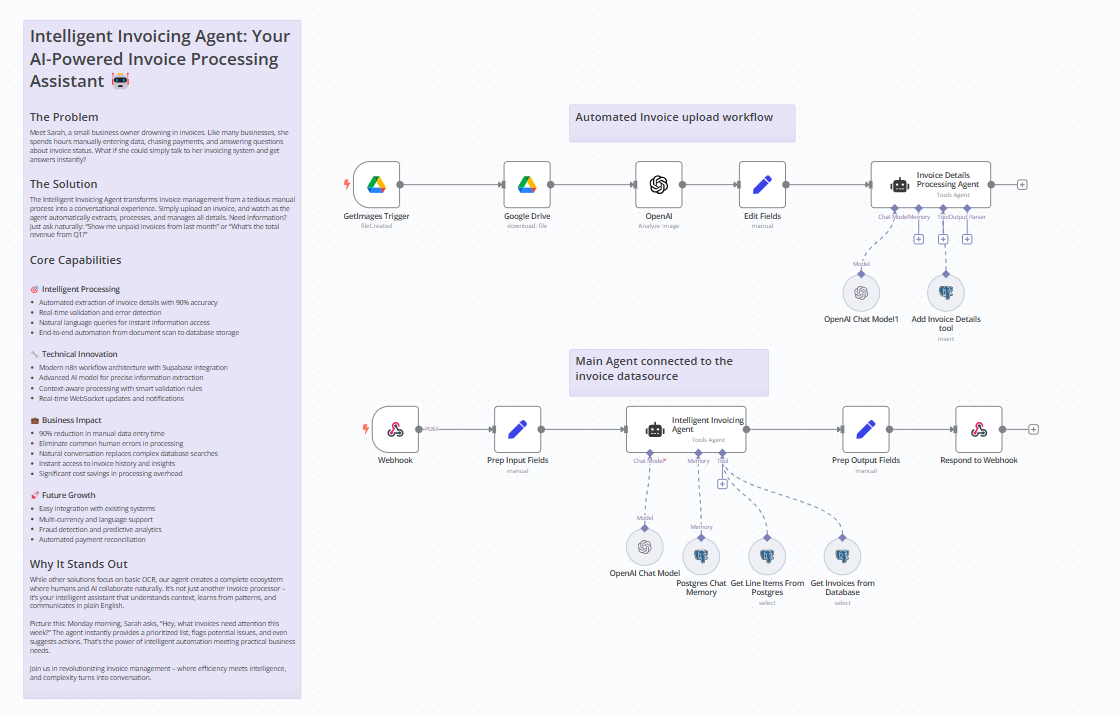 Intelligent Invoicing Agent: Your
AI-Powered Invoice Processing
Assistant 🤖
The Problem
Meet Sarah, a small business owner drowning in invoices. Like many businesses, she
spends hours manually entering data, chasing payments, and answering questions
about invoice status. What if she could simply talk to her invoicing system and get
answers instantly?
The Solution
The Intelligent Invoicing Agent transforms invoice management from a tedious manual
process into a conversational experience. Simply upload an invoice, and watch as the
agent automatically extracts, processes, and manages all details. Need information?
Just ask naturally: "Show me unpaid invoices from last month" or "What's the total
revenue from Q1?"
Core Capabilities
🎯 Intelligent Processing
• Automated extraction of invoice details with 90% accuracy
• Real-time validation and error detection
• Natural language queries for instant information access
• End-to-end automation from document scan to database storage
🔧 Technical Innovation
• Modern n8n workflow architecture with Supabase integration
• Advanced AI model for precise information extraction
• Context-aware processing with smart validation rules
• Real-time WebSocket updates and notifications
💼 Business Impact
• 90% reduction in manual data entry time
• Eliminate common human errors in processing
• Natural conversation replaces complex database searches
• Instant access to invoice history and insights
• Significant cost savings in processing overhead
🚀 Future Growth
• Easy integration with existing systems
• Multi-currency and language support
• Fraud detection and predictive analytics
• Automated payment reconciliation
Why It Stands Out
While other solutions focus on basic OCR, our agent creates a complete ecosystem
where humans and AI collaborate naturally. It's not just another invoice processor –
it's your intelligent assistant that understands context, learns from patterns, and
communicates in plain English.
Picture this: Monday morning, Sarah asks, "Hey, what invoices need attention this
week?" The agent instantly provides a prioritized list, flags potential issues, and even
suggests actions. That's the power of intelligent automation meeting practical business
needs.
Join us in revolutionizing invoice management – where efficiency meets intelligence,
and complexity turns into conversation.
Automated Invoice upload workflow
GetImages Trigger
fileCreated
Google Drive
download: file
OpenAI
Analyze Image
Edit Fields
manual
Invoice Details
Processing Agent
Tools Agent
Chat Model
Memory
Tool
Output Parser
Model
OpenAI Chat Model1
Add Invoice Details
tool
insert
Main Agent connected to the
invoice datasource
Webhook
POST
Prep Input Fields
manual
Intelligent Invoicing
Agent
Tools Agent
Chat Model*
Memory
Tool
Prep Output Fields
manual
Respond to Webhook
Model
OpenAI Chat Model
Memory
Postgres Chat
Memory
Get Line Items From
Postgres
select
Get Invoices from
Database
select